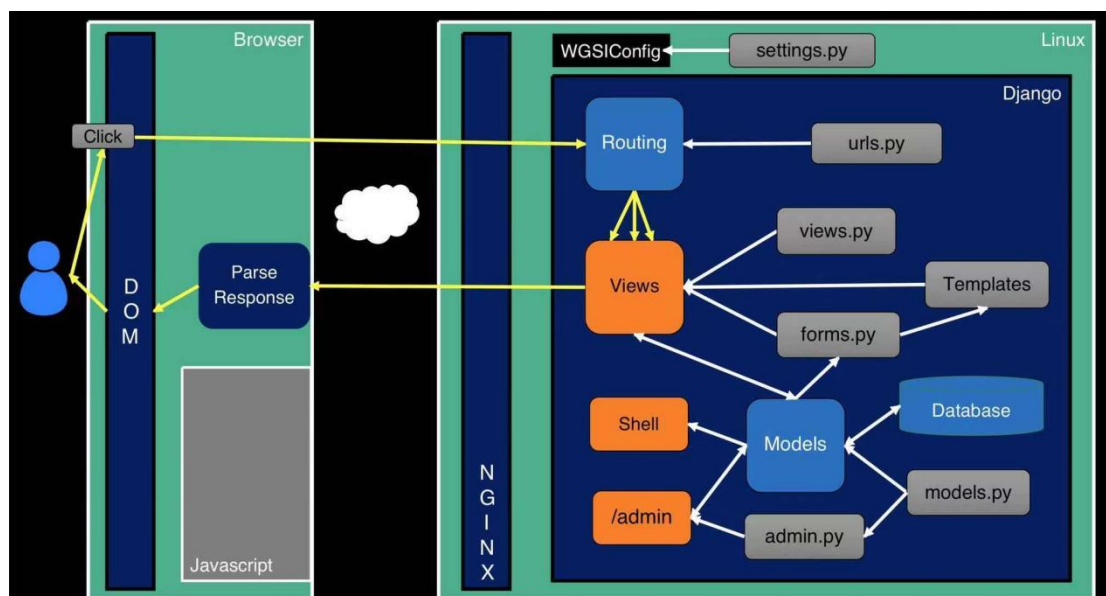 Browser
Linux
WGSIConfig
settings.py
Django
Click
Routing
urls.py
views.py
Parse
Response
Views
Templates
D
O
M
forms.py
Shell
Models
Database
N
G
I
N
X
/admin
admin.py
models.py
Javascript